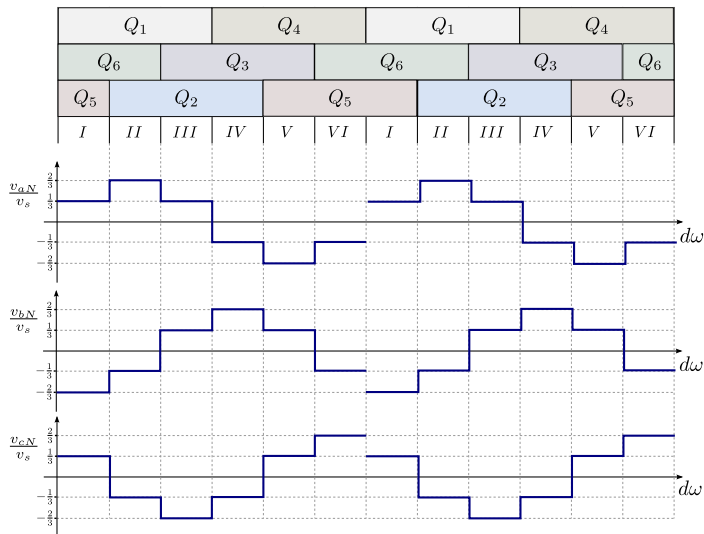 Q1 Q4 Q1 Q4
Q6 Q3 Q6 Q3 Q6
Q5 Q2 Q5 Q2 Q5
I II III IV V VI I II III IV V VI
vaN/vs
2/3
1/3
−1/3
−2/3
dω
vbN/vs
2/3
1/3
−1/3
−2/3
dω
vcN/vs
2/3
1/3
−1/3
−2/3
dω